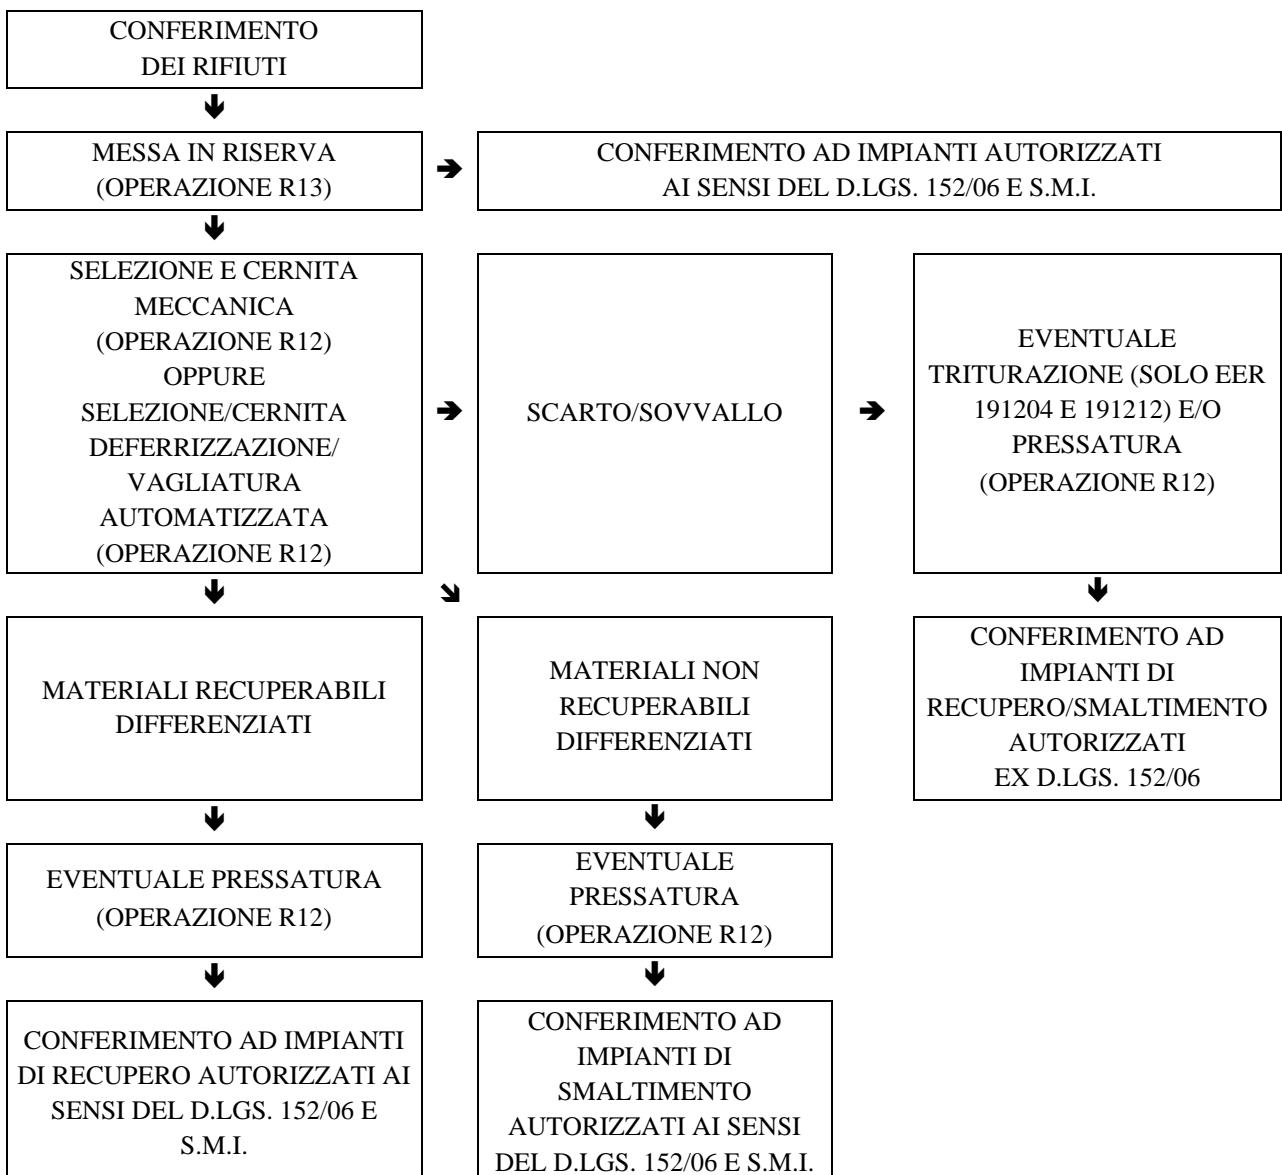 CONFERIMENTO
DEI RIFIUTI
MESSA IN RISERVA
(OPERAZIONE R13)
CONFERIMENTO AD IMPIANTI AUTORIZZATI
AI SENSI DEL D.LGS. 152/06 E S.M.I.
SELEZIONE E CERNITA
MECCANICA
(OPERAZIONE R12)
OPPURE
SELEZIONE/CERNITA
DEFERRIZZAZIONE/
VAGLIATURA
AUTOMATIZZATA
(OPERAZIONE R12)
SCARTO/SOVVALLO
EVENTUALE
TRITURAZIONE (SOLO EER
191204 E 191212) E/O
PRESSATURA
(OPERAZIONE R12)
MATERIALI RECUPERABILI
DIFFERENZIATI
MATERIALI NON
RECUPERABILI
DIFFERENZIATI
CONFERIMENTO AD
IMPIANTI DI
RECUPERO/SMALTIMENTO
AUTORIZZATI
EX D.LGS. 152/06
EVENTUALE PRESSATURA
(OPERAZIONE R12)
EVENTUALE
PRESSATURA
(OPERAZIONE R12)
CONFERIMENTO AD IMPIANTI
DI RECUPERO AUTORIZZATI AI
SENSI DEL D.LGS. 152/06 E
S.M.I.
CONFERIMENTO AD
IMPIANTI DI
SMALTIMENTO
AUTORIZZATI AI SENSI
DEL D.LGS. 152/06 E S.M.I.